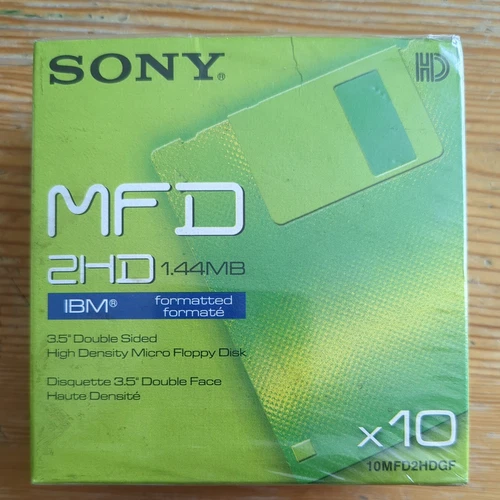 SONY®
HD
MFD
2HD 1.44MB
IBM® formatted
formaté
3.5" Double Sided
High Density Micro Floppy Disk
Disquette 3.5" Double Face
Haute Densité
x10
10MFD2HDGF